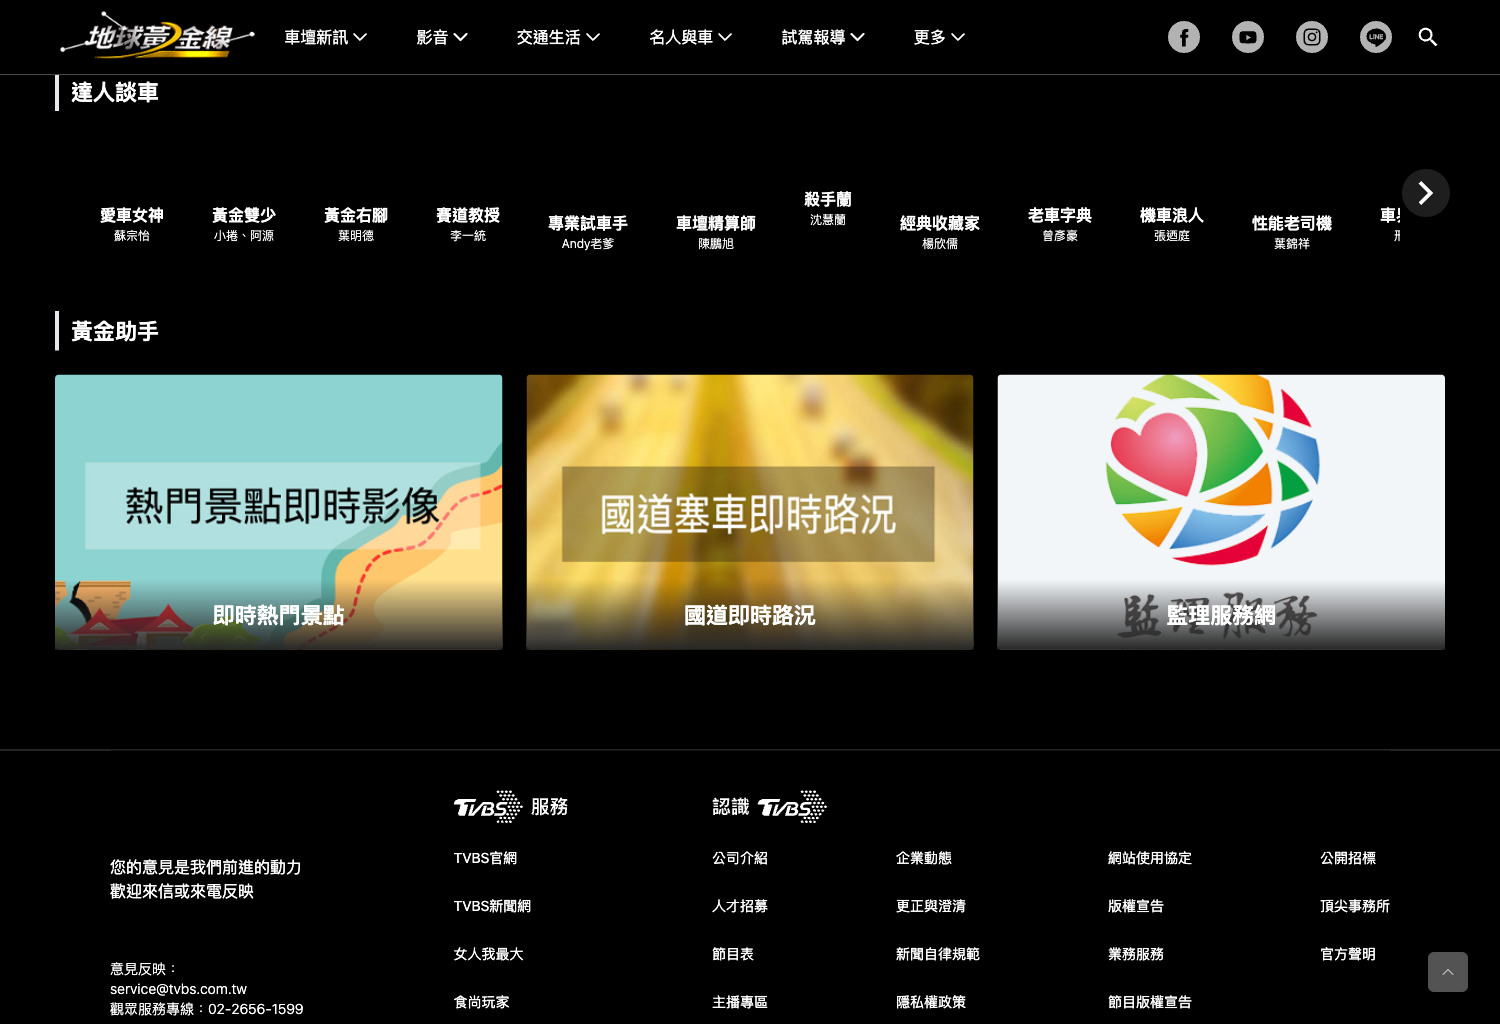 地球黃金線
車壇新訊
影音
交通生活
名人與車
試駕報導
更多
LINE
達人談車
愛車女神
蘇宗怡
黃金雙少
小捲、阿源
黃金右腳
葉明德
賽道教授
李一統
專業試車手
Andy老爹
車壇精算師
陳鵬旭
殺手蘭
沈慧蘭
經典收藏家
楊欣儒
老車字典
曾彥豪
機車浪人
張迺庭
性能老司機
葉錦祥
黃金助手
熱門景點即時影像
即時熱門景點
國道塞車即時路況
國道即時路況
監理服務
監理服務網
您的意見是我們前進的動力
歡迎來信或來電反映
意見反映：
service@tvbs.com.tw
觀眾服務專線：02-2656-1599
TVBS 服務
TVBS官網
TVBS新聞網
女人我最大
食尚玩家
認識 TVBS
公司介紹
人才招募
節目表
主播專區
企業動態
更正與澄清
新聞自律規範
隱私權政策
網站使用協定
版權宣告
業務服務
節目版權宣告
公開招標
頂尖事務所
官方聲明